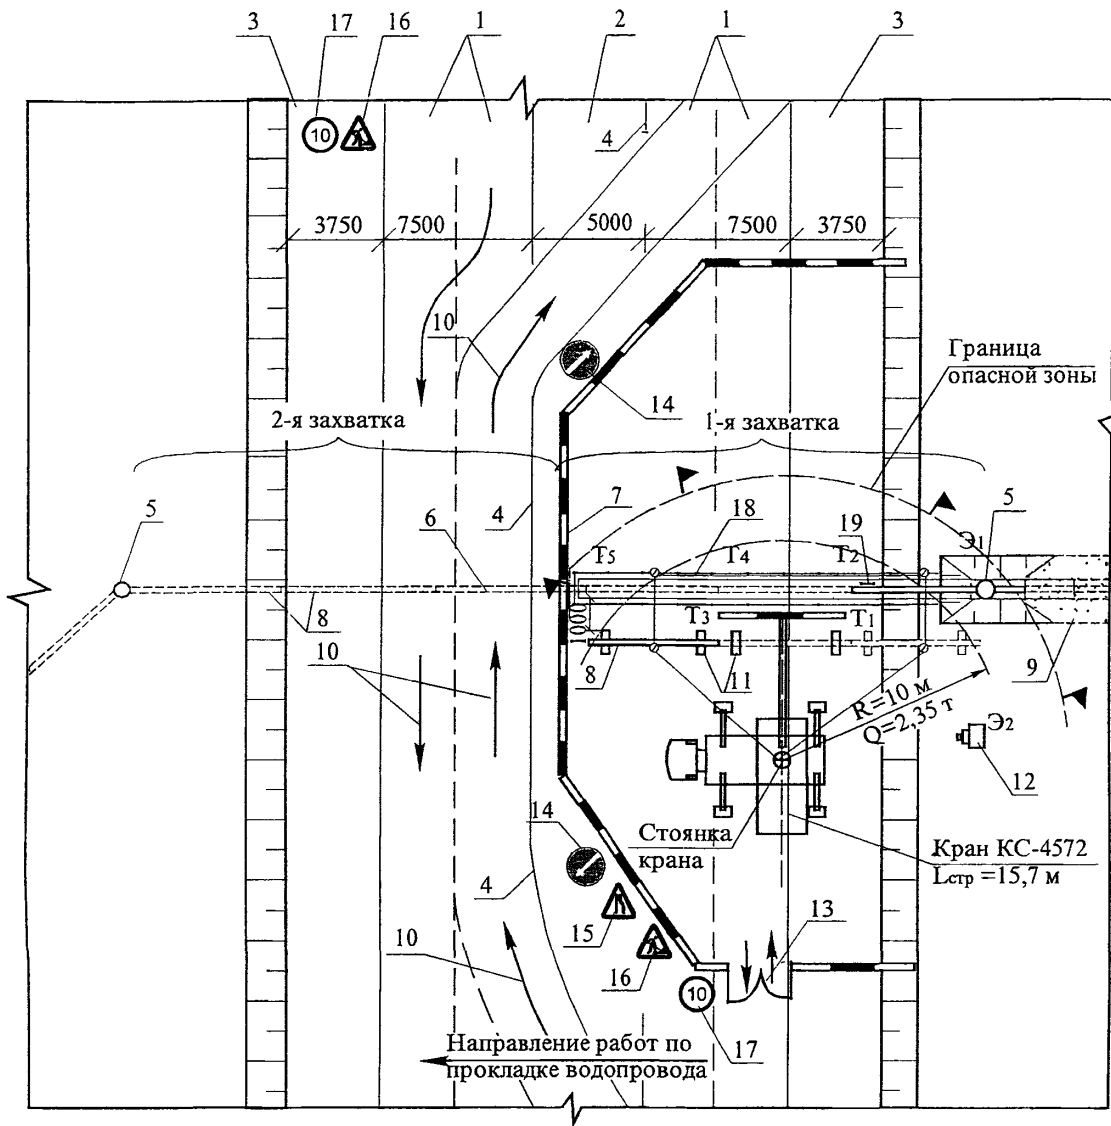 3 17 16 1 2 1 3
10
4
3750 7500 5000 7500 3750
10
Граница
опасной зоны
14
2-я захватка
1-я захватка
5 6 4 7 18 19 5
Э1
Т5 Т4 Т2
8
1000
Т3 Т1
10
8 11 9
R=10 м
Q=2,35 т
Э2
12
14
Стоянка
крана
Кран КС-4572
Lстр =15,7 м
4
13
15
10
16
10
17
Направление работ по
прокладке водопровода